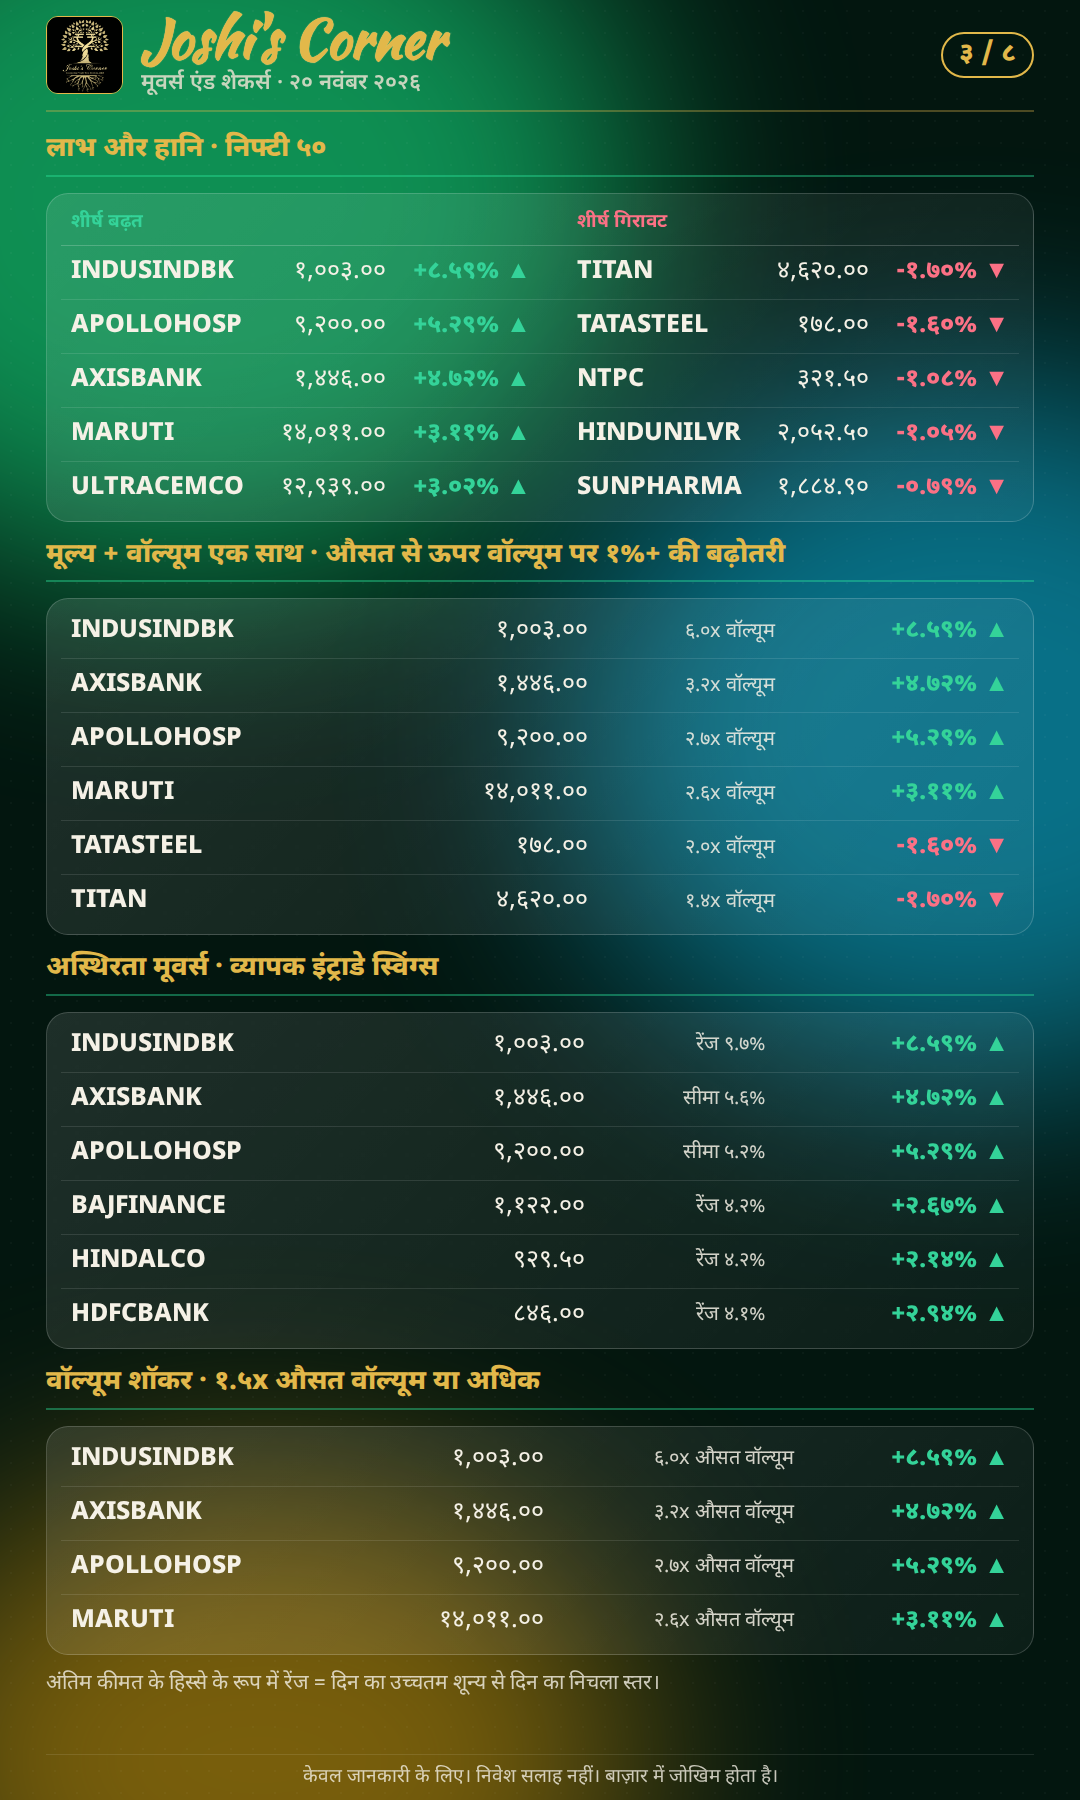 Joshi's Corner
मूवर्स एंड शेकर्स · २० नवंबर २०२६
३ / ८
लाभ और हानि · निफ्टी ५०
शीर्ष बढ़त
शीर्ष गिरावट
INDUSINDBK १,००३.०० +८.५९% ▲ TITAN ४,६२०.०० -१.७०% ▼
APOLLOHOSP ९,२००.०० +५.२९% ▲ TATASTEEL १७८.०० -१.६०% ▼
AXISBANK १,४४६.०० +४.७२% ▲ NTPC ३२१.५० -१.०८% ▼
MARUTI १४,०११.०० +३.११% ▲ HINDUNILVR २,०५२.५० -१.०५% ▼
ULTRACEMCO १२,९३९.०० +३.०२% ▲ SUNPHARMA १,८८४.९० -०.७९% ▼
मूल्य + वॉल्यूम एक साथ · औसत से ऊपर वॉल्यूम पर १%+ की बढ़ोतरी
INDUSINDBK १,००३.०० ६.०x वॉल्यूम +८.५९% ▲
AXISBANK १,४४६.०० ३.२x वॉल्यूम +४.७२% ▲
APOLLOHOSP ९,२००.०० २.७x वॉल्यूम +५.२९% ▲
MARUTI १४,०११.०० २.६x वॉल्यूम +३.११% ▲
TATASTEEL १७८.०० २.०x वॉल्यूम -१.६०% ▼
TITAN ४,६२०.०० १.४x वॉल्यूम -१.७०% ▼
अस्थिरता मूवर्स · व्यापक इंट्राडे स्विंग्स
INDUSINDBK १,००३.०० रेंज ९.७% +८.५९% ▲
AXISBANK १,४४६.०० सीमा ५.६% +४.७२% ▲
APOLLOHOSP ९,२००.०० सीमा ५.२% +५.२९% ▲
BAJFINANCE १,१२२.०० रेंज ४.२% +२.६७% ▲
HINDALCO ९२९.५० रेंज ४.२% +२.१४% ▲
HDFCBANK ८४६.०० रेंज ४.१% +२.९४% ▲
वॉल्यूम शॉकर · १.५x औसत वॉल्यूम या अधिक
INDUSINDBK १,००३.०० ६.०x औसत वॉल्यूम +८.५९% ▲
AXISBANK १,४४६.०० ३.२x औसत वॉल्यूम +४.७२% ▲
APOLLOHOSP ९,२००.०० २.७x औसत वॉल्यूम +५.२९% ▲
MARUTI १४,०११.०० २.६x औसत वॉल्यूम +३.११% ▲
अंतिम कीमत के हिस्से के रूप में रेंज = दिन का उच्चतम शून्य से दिन का निचला स्तर।
केवल जानकारी के लिए। निवेश सलाह नहीं। बाज़ार में जोखिम होता है।